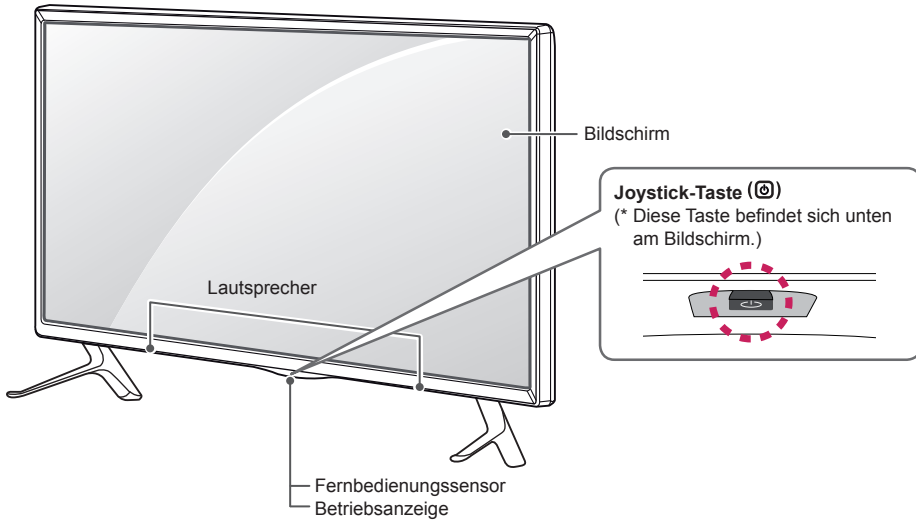 Bildschirm
Joystick-Taste (⏻)
(* Diese Taste befindet sich unten
am Bildschirm.)
Lautsprecher
Fernbedienungssensor
Betriebsanzeige